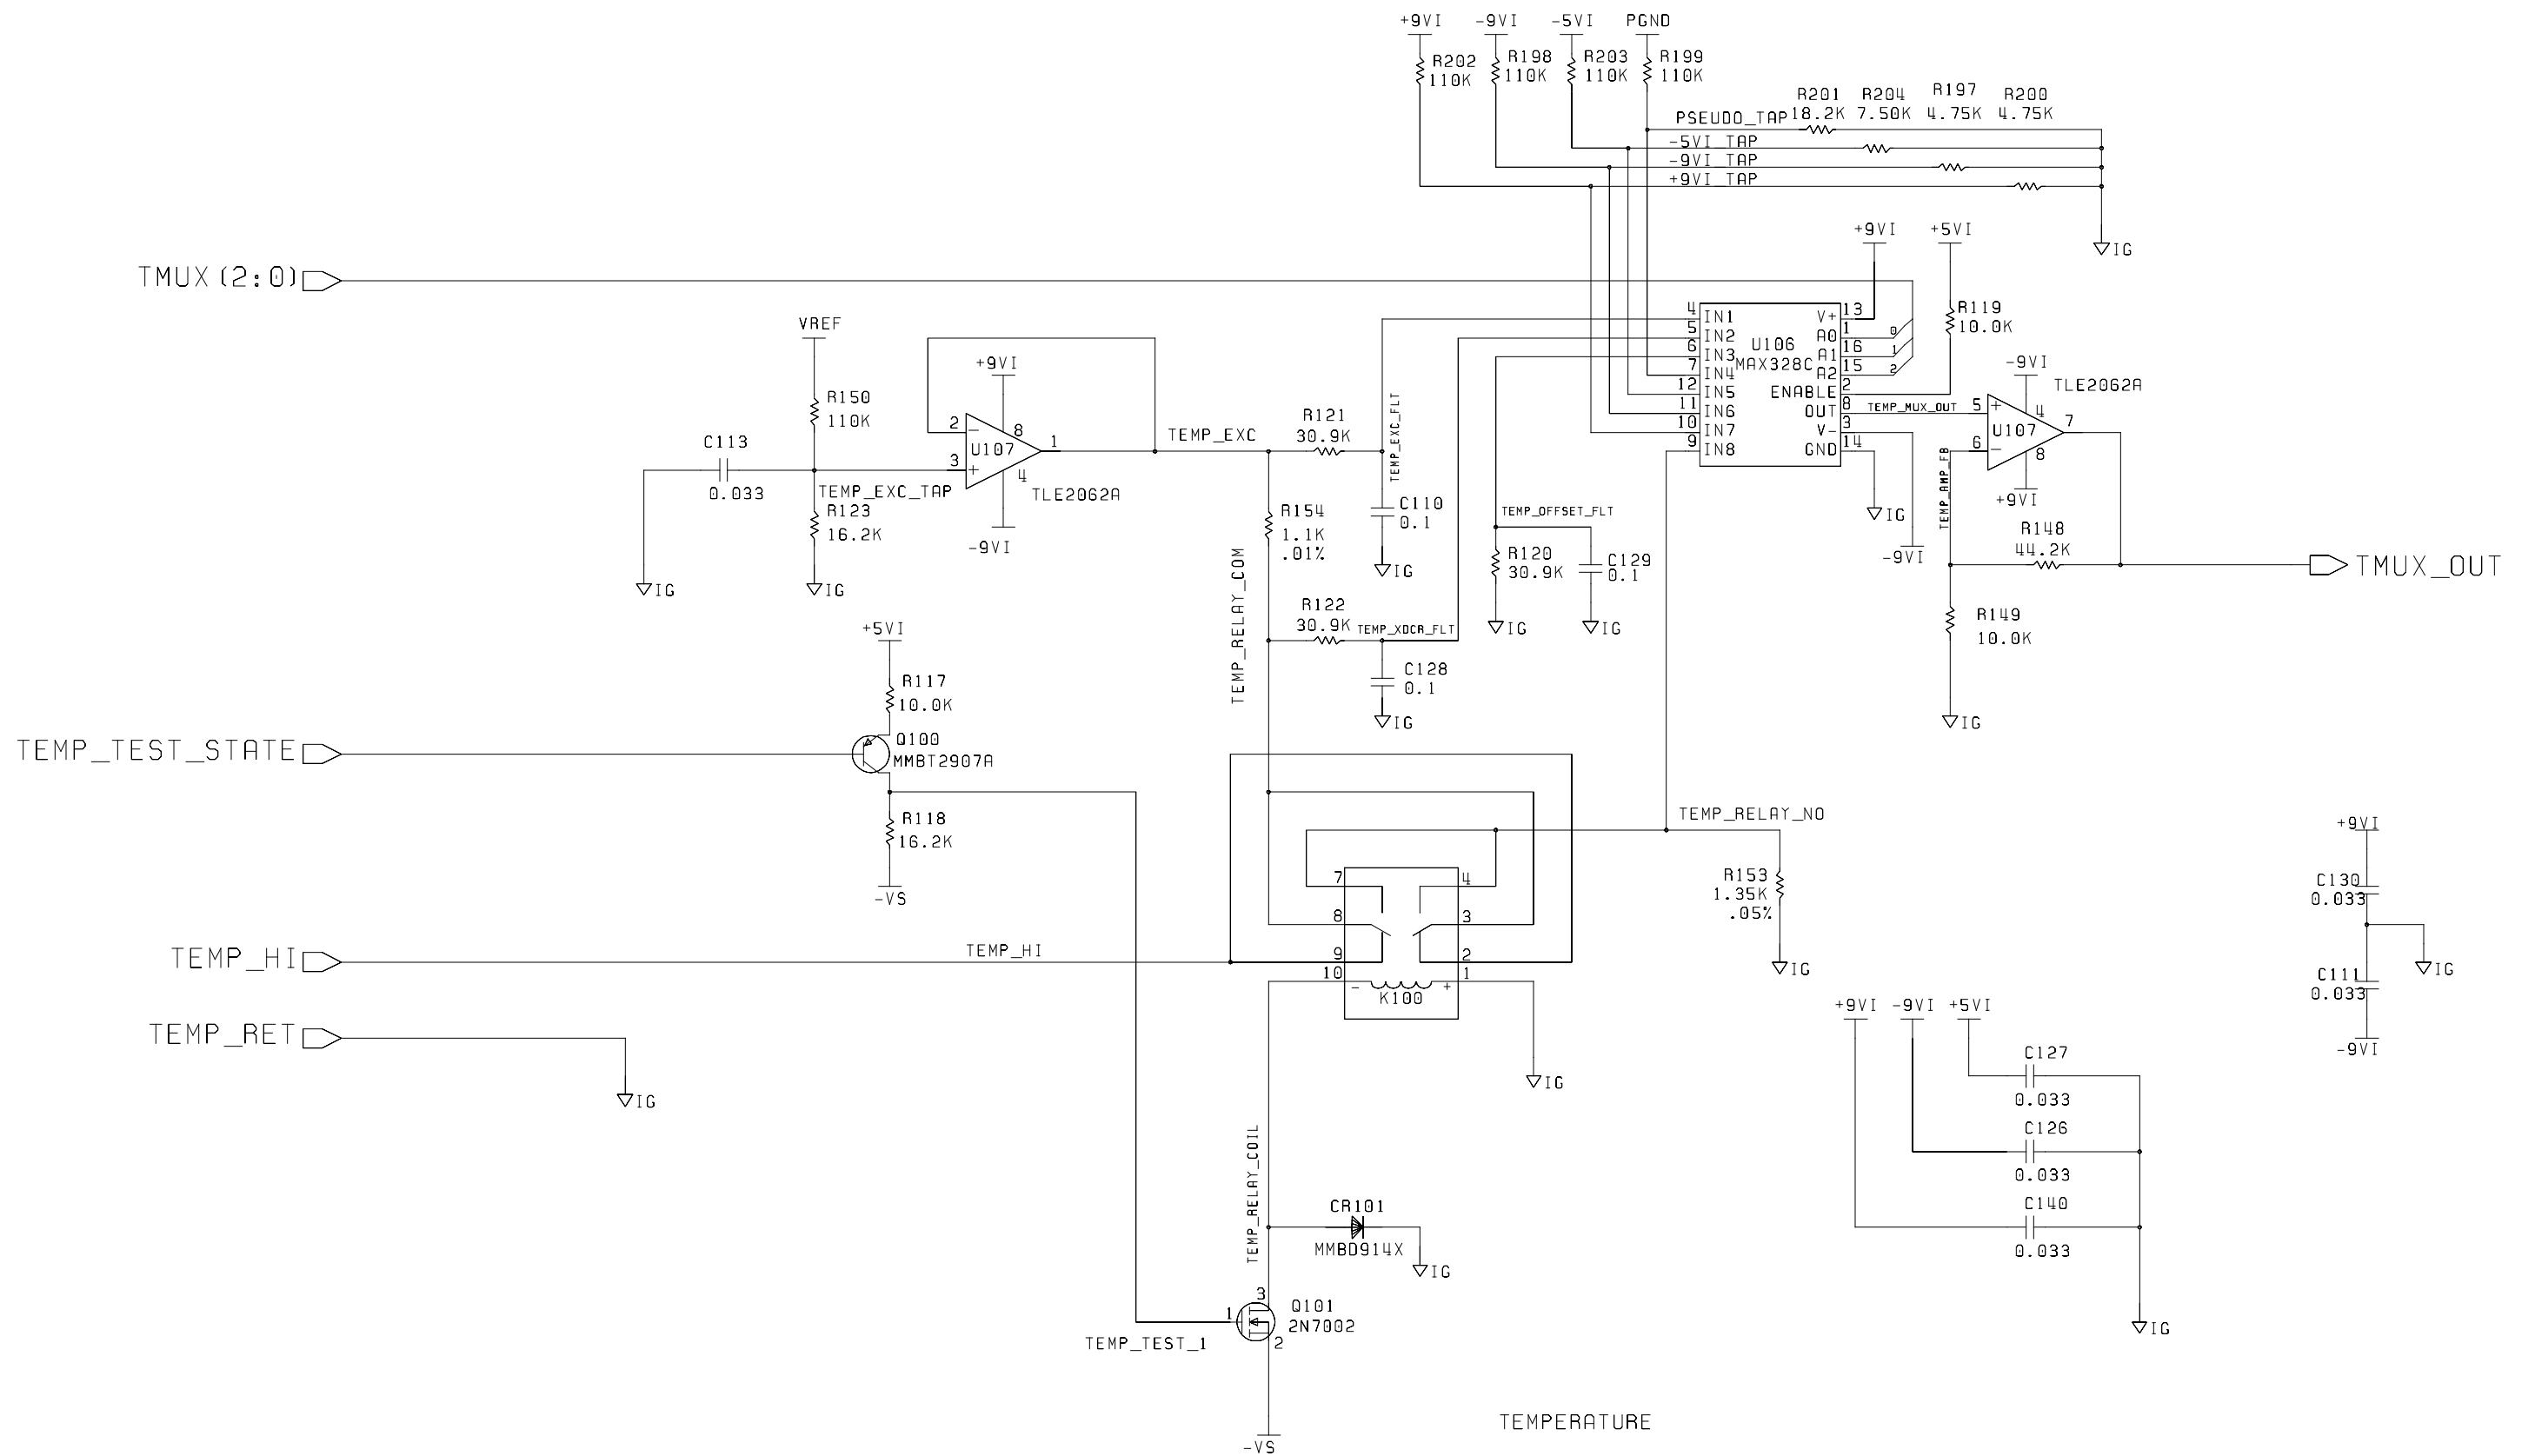 +9VI -9VI -5VI PGND
R202 R198 R203 R199
110K 110K 110K 110K
R201 R204 R197 R200
18.2K 7.50K 4.75K 4.75K
PSEUDO_TAP
-5VI_TAP
-9VI_TAP
+9VI_TAP
IG
TMUX(2:0)
+9VI +5VI
R119
10.0K
4 IN1 V+ 13
5 IN2 A0 1 0
6 IN3 A1 16 1
7 IN4 A2 15 2
12 IN5 ENABLE 2
11 IN6 OUT 8
10 IN7 V- 3
9 IN8 GND 14
U106
MAX328C
IG
-9VI
TEMP_MUX_OUT
-9VI
TLE2062A
5 + 4
U107 7
6 - 8
+9VI
TEMP_AMP_FB
R148
44.2K
TMUX_OUT
R149
10.0K
IG
VREF
R150
110K
C113
0.033
TEMP_EXC_TAP
R123
16.2K
IG
IG
+9VI
2 - 8
U107 1
3 + 4
TLE2062A
-9VI
TEMP_EXC
R121
30.9K
TEMP_EXC_FLT
C110
0.1
IG
R154
1.1K
.01%
TEMP_RELAY_COM
TEMP_OFFSET_FLT
R120
30.9K
C129
0.1
IG
IG
R122
30.9K
TEMP_XDCR_FLT
C128
0.1
IG
+5VI
R117
10.0K
TEMP_TEST_STATE
Q100
MMBT2907A
R118
16.2K
-VS
TEMP_RELAY_NO
R153
1.35K
.05%
IG
7 4
8 3
9 2
10 1
- +
K100
IG
TEMP_HI
TEMP_HI
TEMP_RET
IG
TEMP_RELAY_COIL
CR101
MMBD914X
IG
3
1
2
Q101
2N7002
TEMP_TEST_1
-VS
+9VI
C130
0.033
IG
C111
0.033
-9VI
+9VI -9VI +5VI
C127
0.033
C126
0.033
C140
0.033
IG
TEMPERATURE